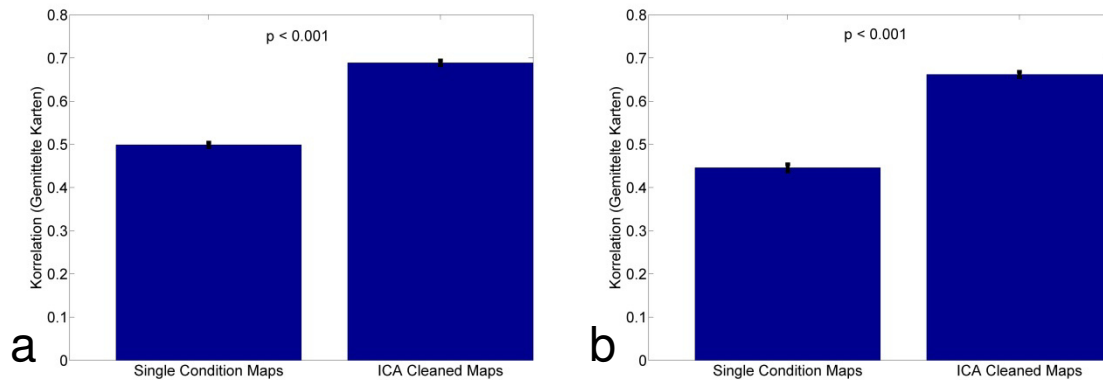 a
Korrelation (Gemittelte Karten)
0.8
0.7
0.6
0.5
0.4
0.3
0.2
0.1
0
p < 0.001
Single Condition Maps
ICA Cleaned Maps
b
Korrelation (Gemittelte Karten)
0.8
0.7
0.6
0.5
0.4
0.3
0.2
0.1
0
p < 0.001
Single Condition Maps
ICA Cleaned Maps